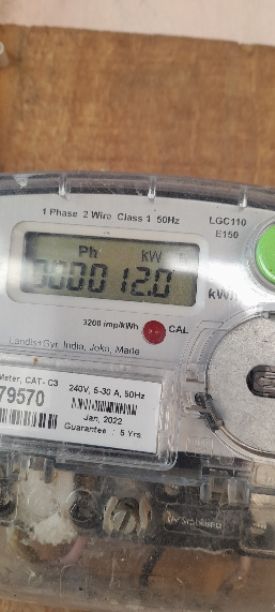 1 Phase 2 Wire Class 1 50Hz
LGC110
E150
Ph kW
000012.0
kWh
3200 imp/kWh
CAL
Landis+Gyr, India, Joka, Made
Meter, CAT- C3
240V, 5-30 A, 50Hz
79570
Jan, 2022
Guarantee : 5 Yrs